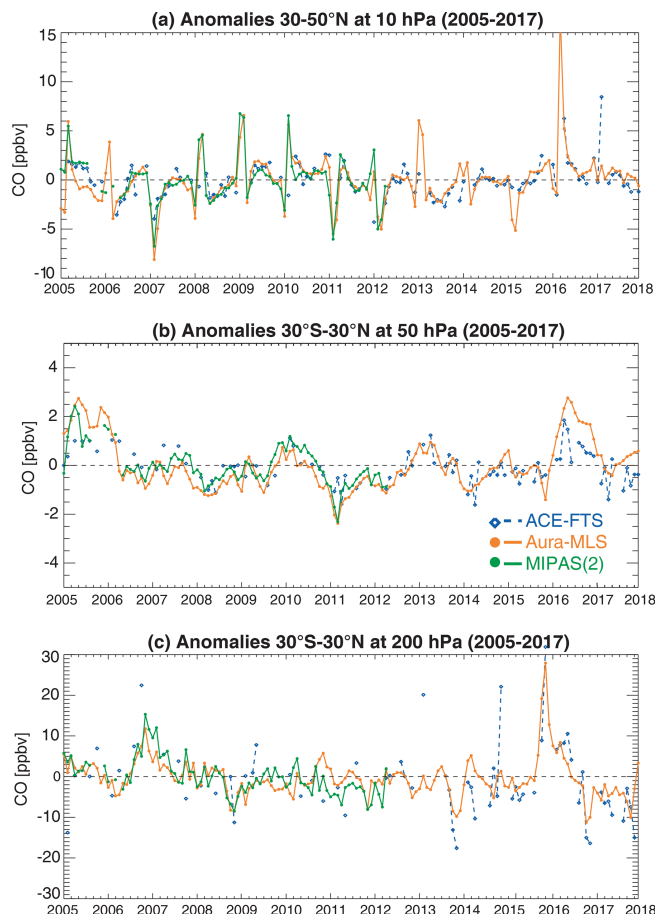 (a) Anomalies 30-50°N at 10 hPa (2005-2017)
15
10
5
0
-5
-10
CO [ppbv]
2005 2006 2007 2008 2009 2010 2011 2012 2013 2014 2015 2016 2017 2018
(b) Anomalies 30°S-30°N at 50 hPa (2005-2017)
4
2
0
-2
-4
CO [ppbv]
ACE-FTS
Aura-MLS
MIPAS(2)
2005 2006 2007 2008 2009 2010 2011 2012 2013 2014 2015 2016 2017 2018
(c) Anomalies 30°S-30°N at 200 hPa (2005-2017)
30
20
10
0
-10
-20
-30
CO [ppbv]
2005 2006 2007 2008 2009 2010 2011 2012 2013 2014 2015 2016 2017 2018